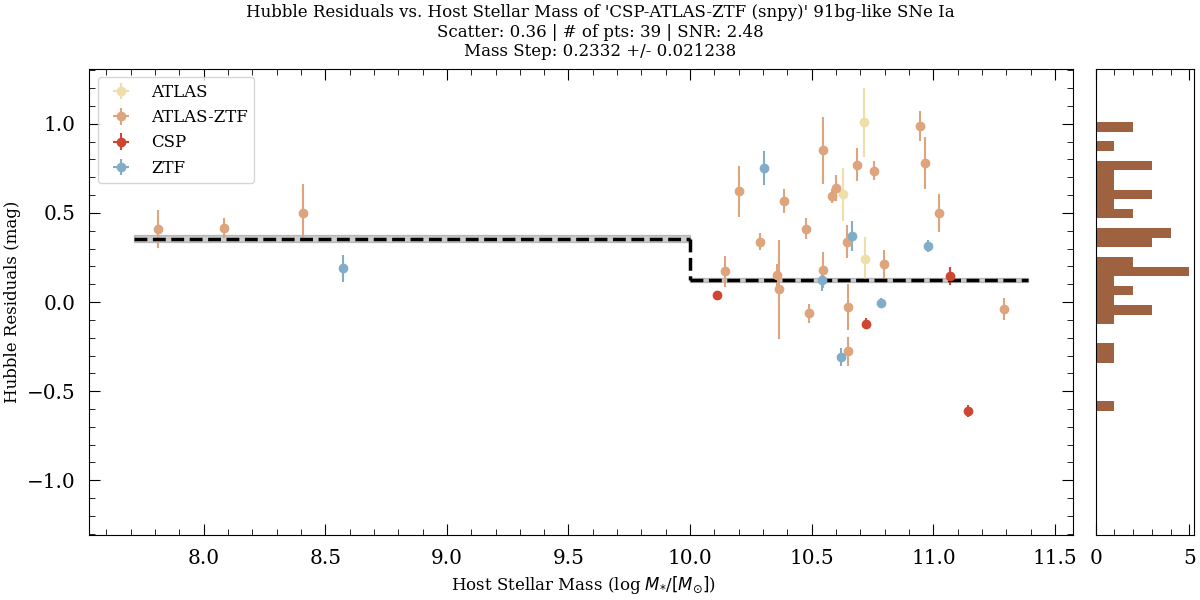 Hubble Residuals vs. Host Stellar Mass of 'CSP-ATLAS-ZTF (snpy)' 91bg-like SNe Ia
Scatter: 0.36 | # of pts: 39 | SNR: 2.48
Mass Step: 0.2332 +/- 0.021238
ATLAS
ATLAS-ZTF
CSP
ZTF
Hubble Residuals (mag)
1.0
0.5
0.0
−0.5
−1.0
8.0 8.5 9.0 9.5 10.0 10.5 11.0 11.5
0 5
Host Stellar Mass (log $M_{*}/[M_{\odot}]$)